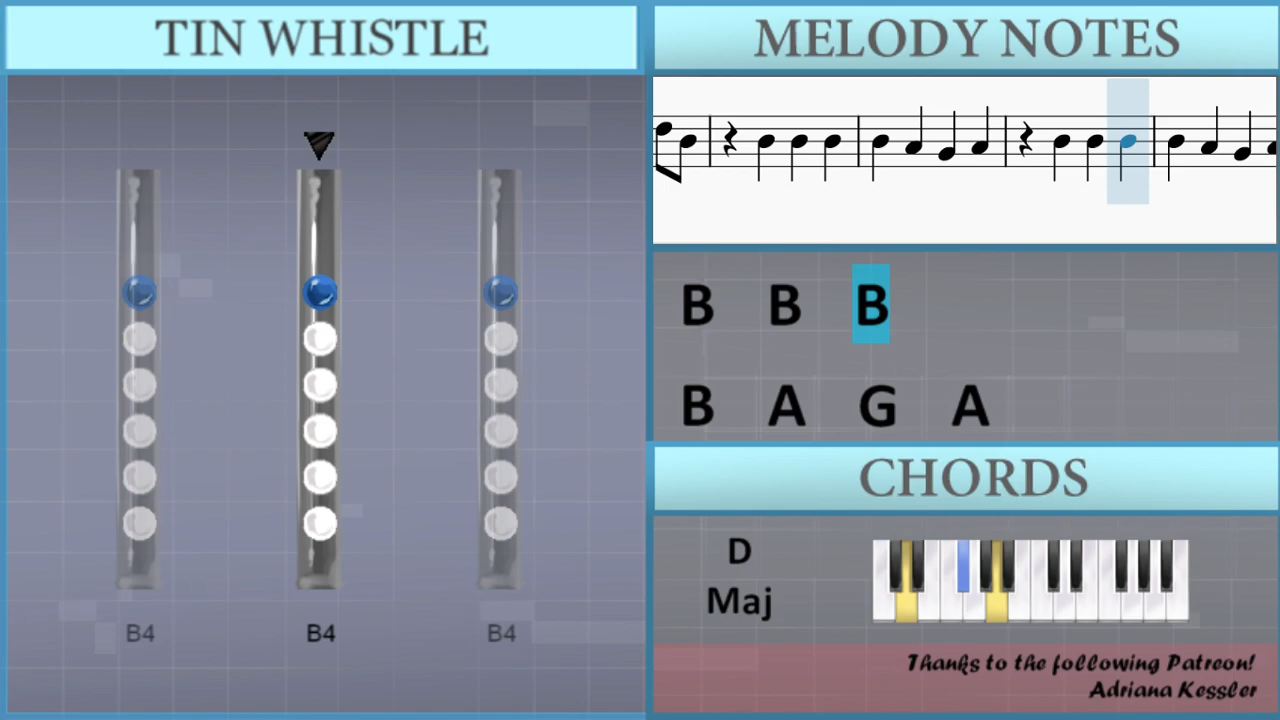 TIN WHISTLE
B4 B4 B4
MELODY NOTES
B B B
B A G A
CHORDS
D
Maj
Thanks to the following Patreon!
Adriana Kessler